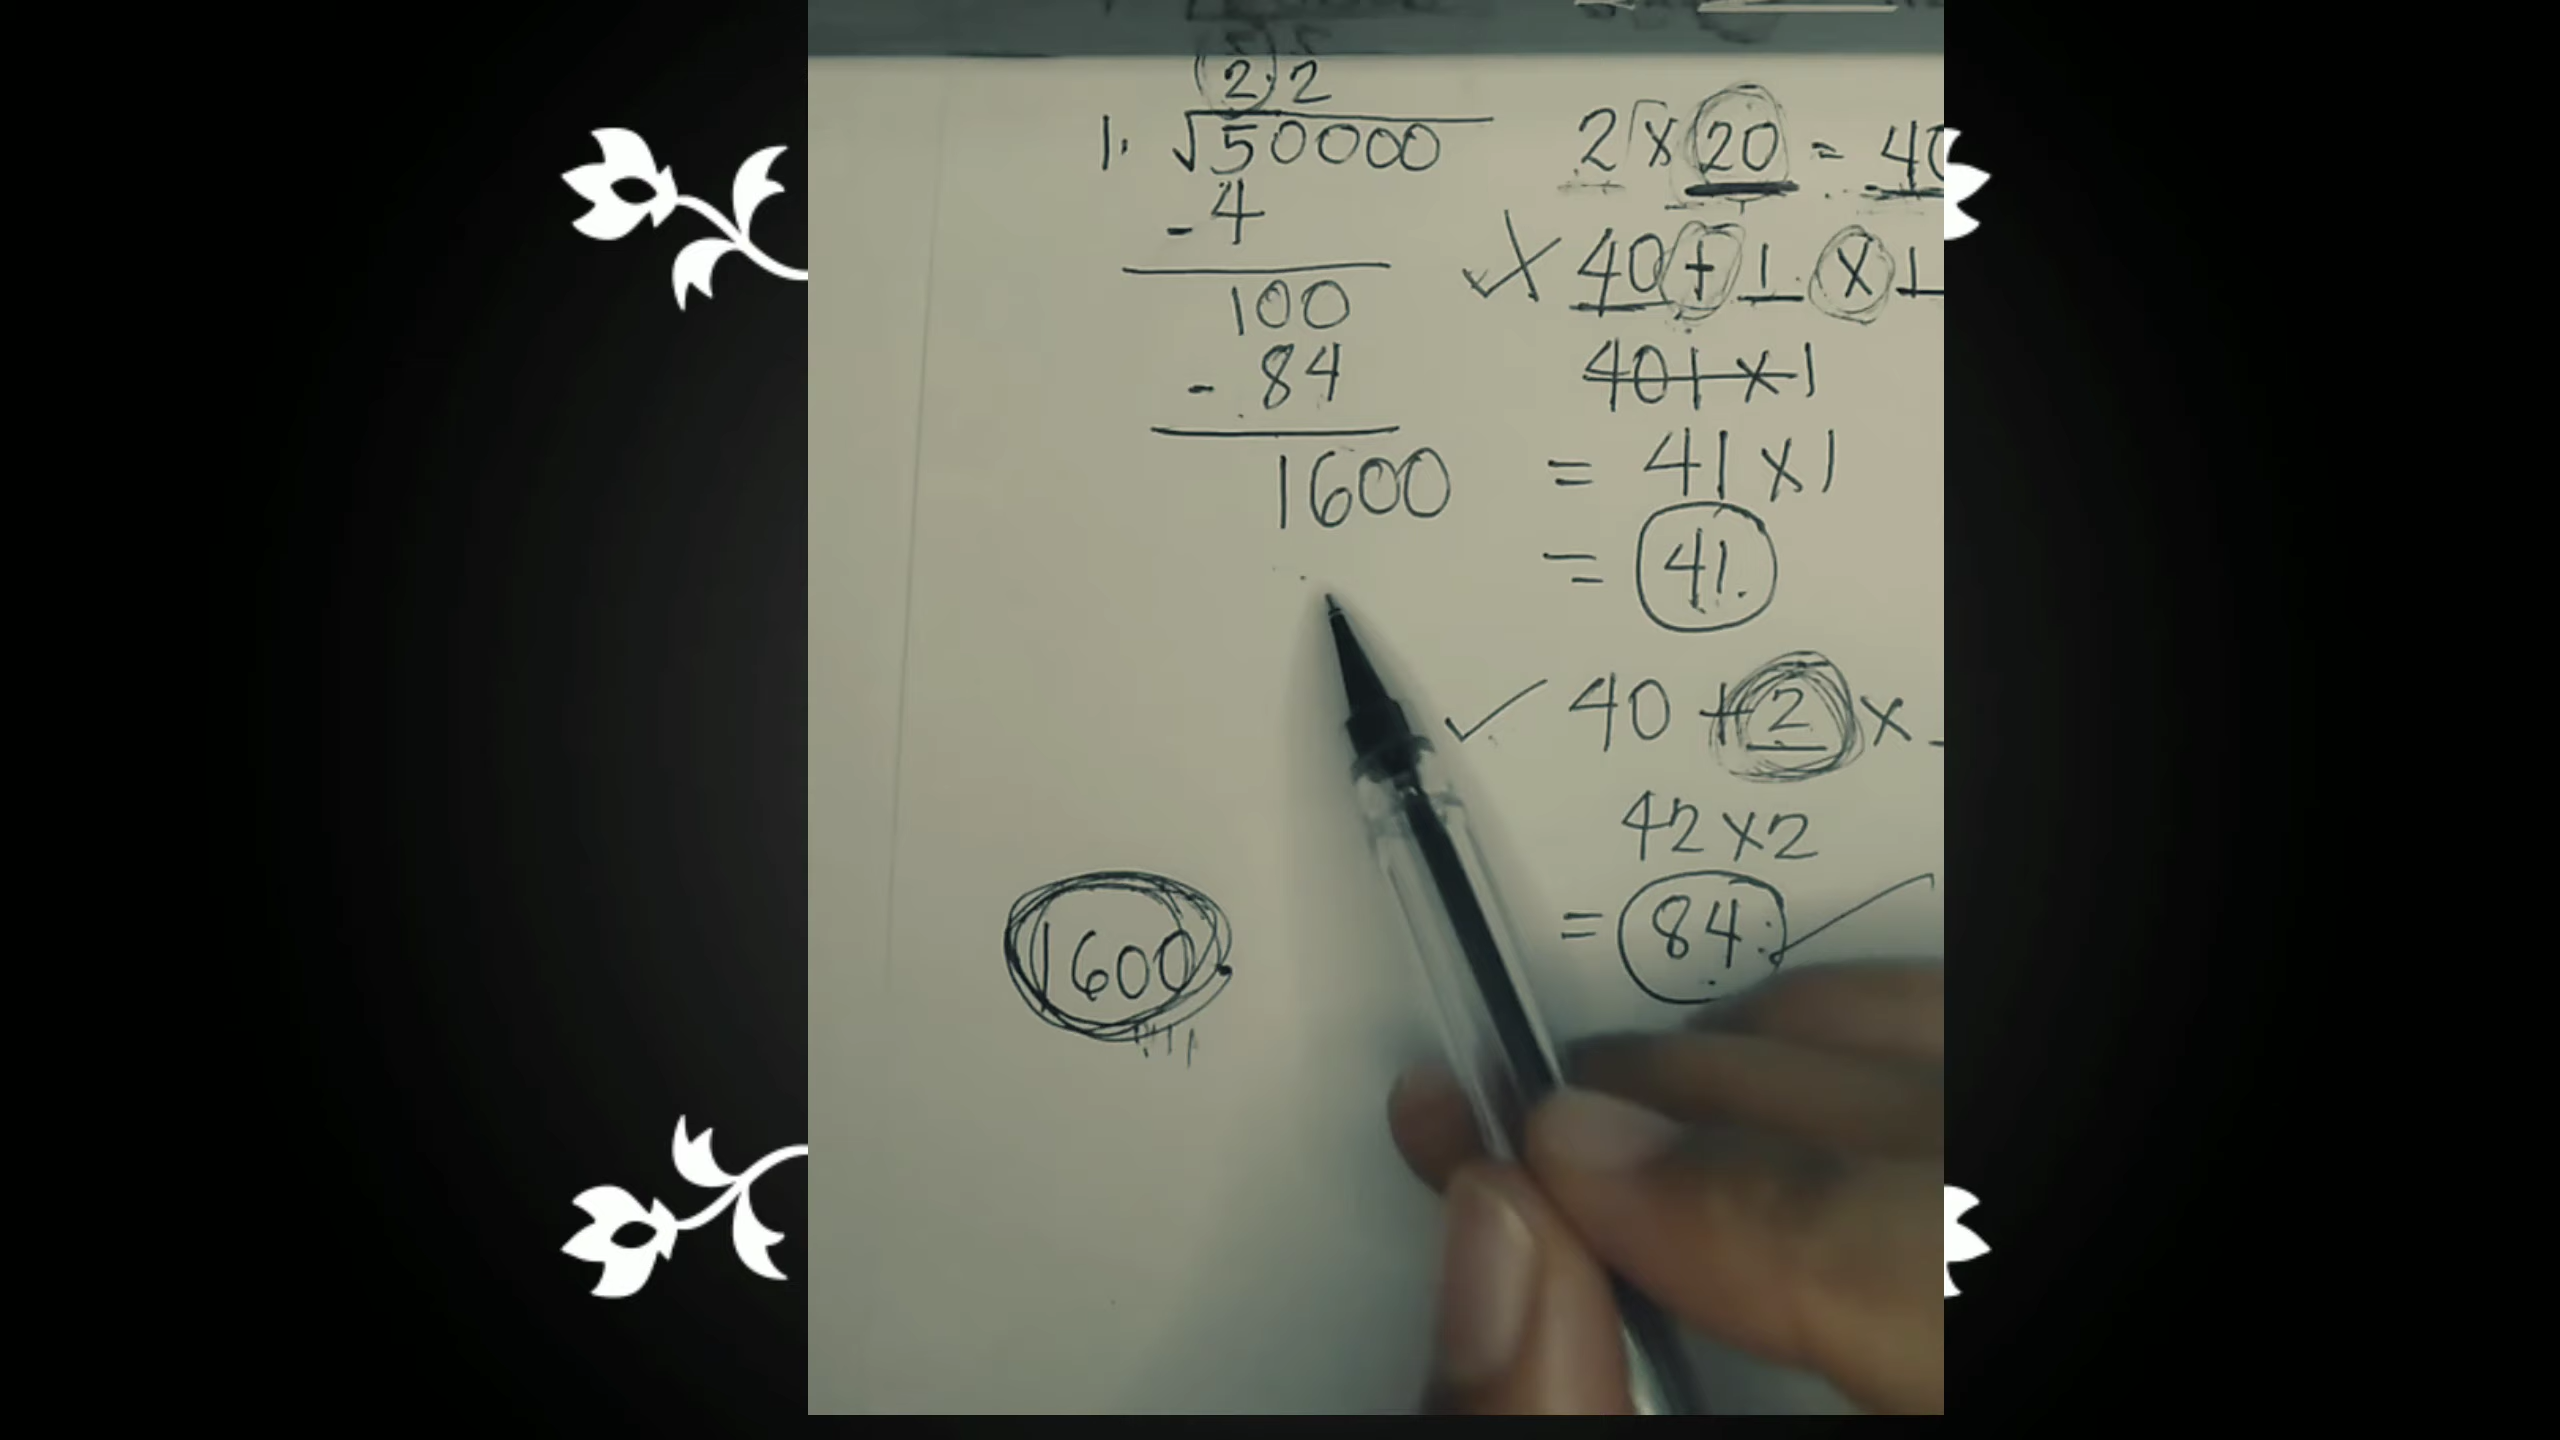 2.2
1. √50000
-4
100
-84
1600
1600
2 x 20 = 40
x 40 + 1 x 1
401 x 1
= 41 x 1
= 41.
✓ 40 + 2 x
42 x 2
= 84